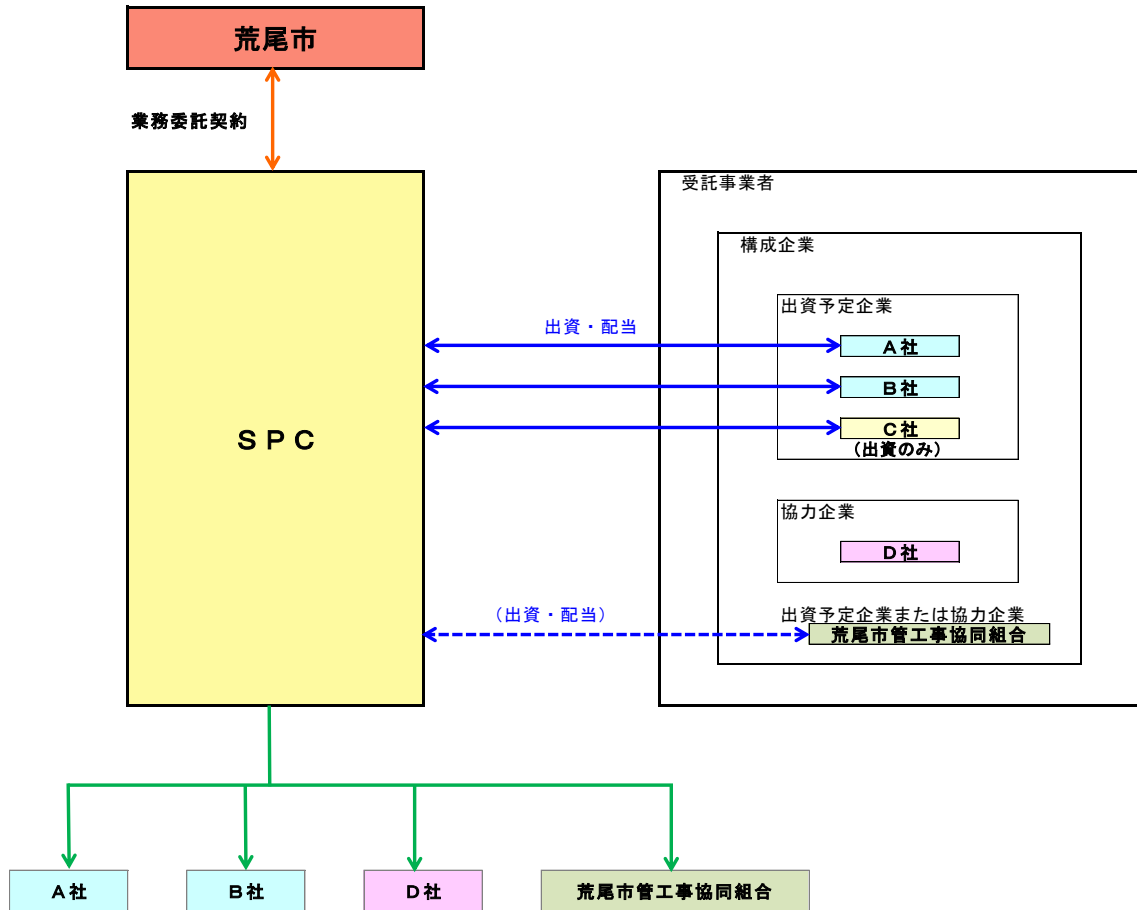 荒尾市
業務委託契約
受託事業者
構成企業
出資予定企業
出資・配当
A社
B社
SPC
C社
(出資のみ)
協力企業
D社
(出資・配当)
出資予定企業または協力企業
荒尾市管工事協同組合
A社
B社
D社
荒尾市管工事協同組合